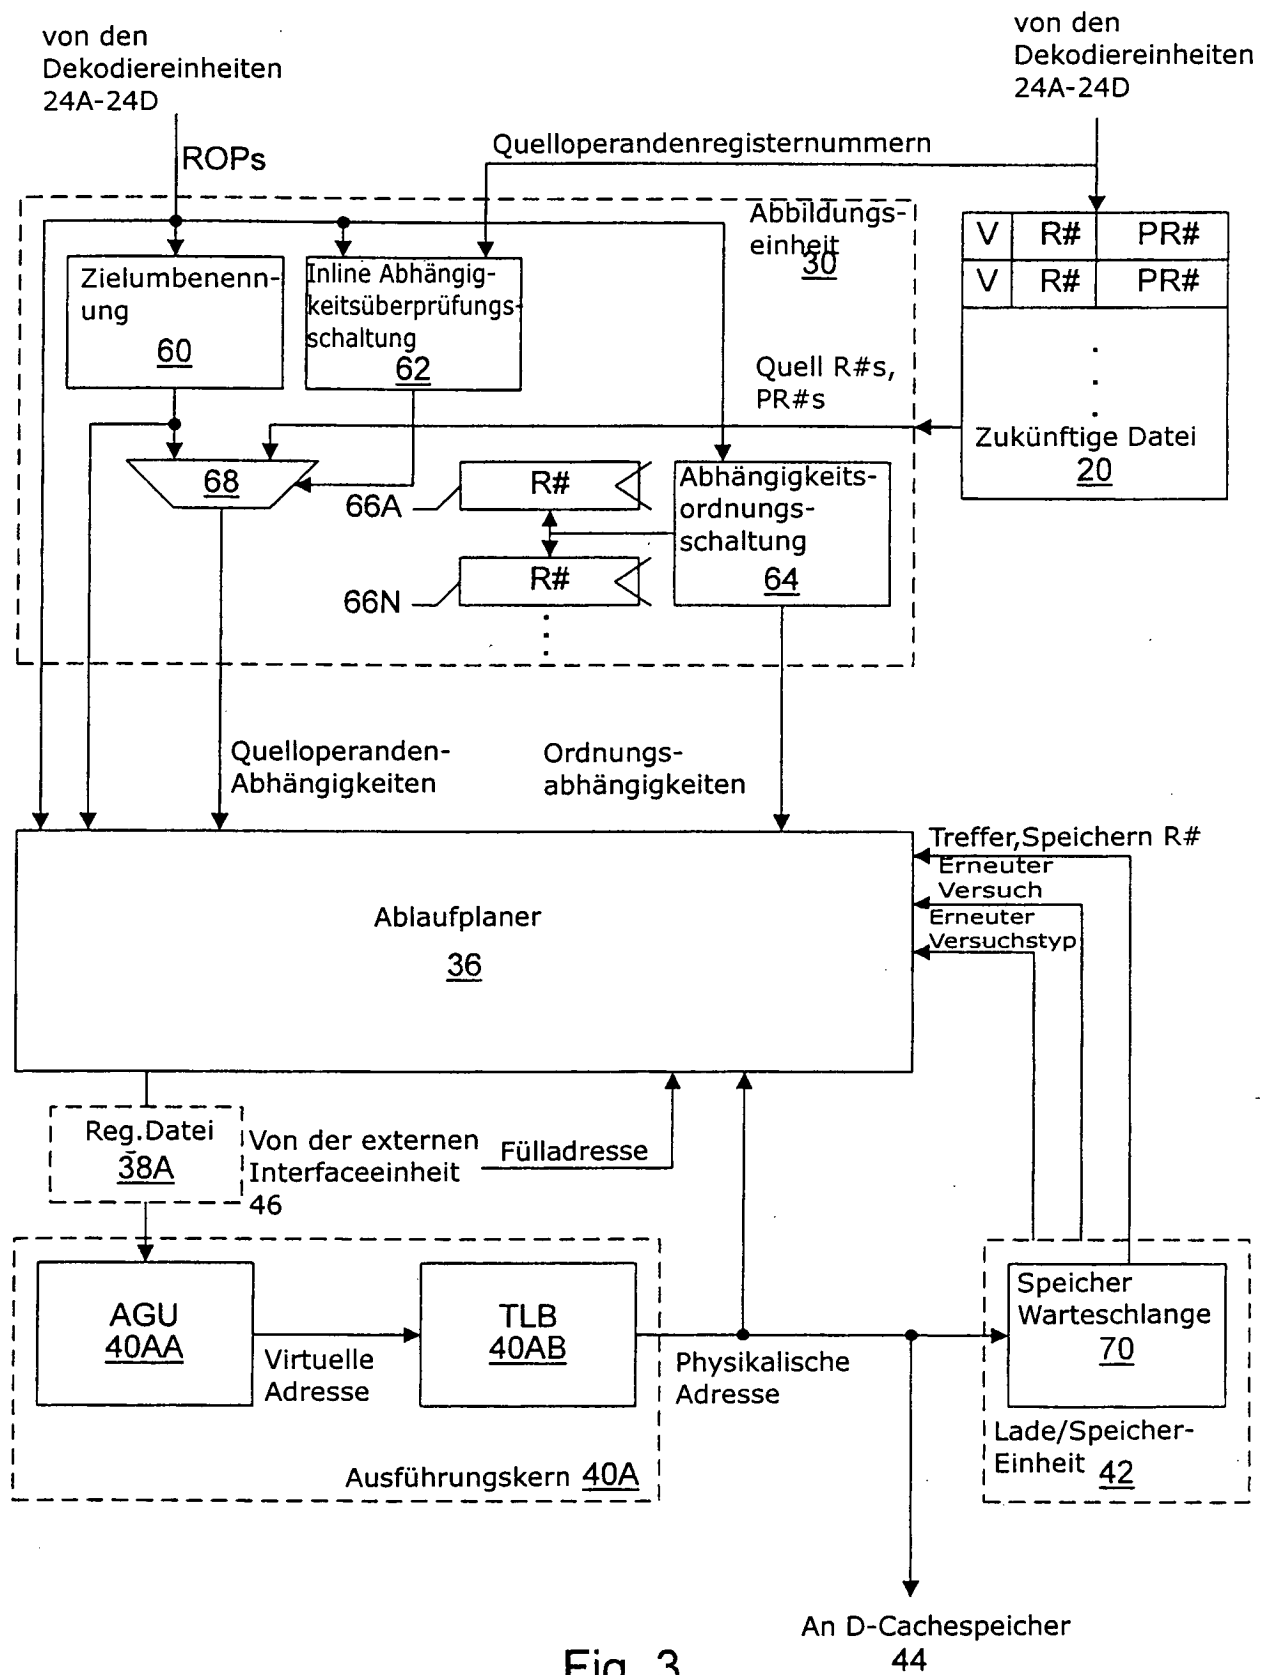 von den
Dekodiereinheiten
24A-24D
von den
Dekodiereinheiten
24A-24D
ROPs
Quelloperandenregisternummern
Abbildungs-
einheit
30
V R# PR#
V R# PR#
Zukünftige Datei
20
Zielumbenenn-
ung
60
Inline Abhängig-
keitsüberprüfungs-
schaltung
62
Quell R#s,
PR#s
68
66A
R#
66N
R#
Abhängigkeits-
ordnungs-
schaltung
64
Quelloperanden-
Abhängigkeiten
Ordnungs-
abhängigkeiten
Ablaufplaner
36
Treffer,Speichern R#
Erneuter
Versuch
Erneuter
Versuchstyp
Reg.Datei
38A
Von der externen
Interfaceeinheit
46
Fülladresse
AGU
40AA
Virtuelle
Adresse
TLB
40AB
Physikalische
Adresse
Ausführungskern 40A
Speicher
Warteschlange
70
Lade/Speicher-
Einheit 42
An D-Cachespeicher
44
Fig. 3